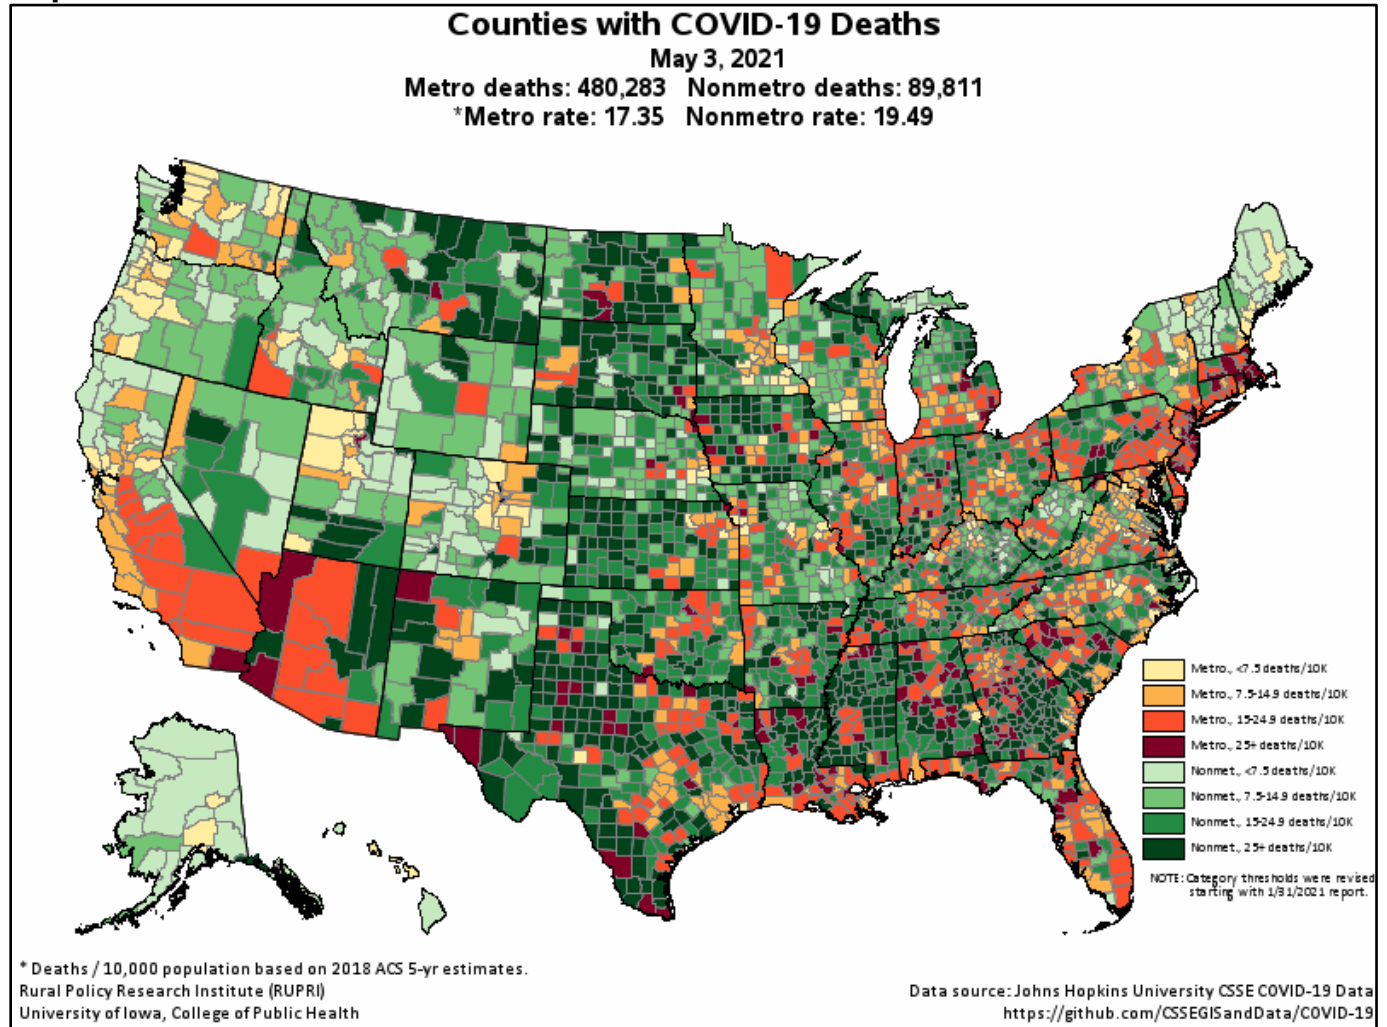 Counties with COVID-19 Deaths
May 3, 2021
Metro deaths: 480,283 Nonmetro deaths: 89,811
*Metro rate: 17.35 Nonmetro rate: 19.49
Metro., <7.5 deaths/10K
Metro., 7.5-14.9 deaths/10K
Metro., 15-24.9 deaths/10K
Metro., 25+ deaths/10K
Nonmet., <7.5 deaths/10K
Nonmet., 7.5-14.9 deaths/10K
Nonmet., 15-24.9 deaths/10K
Nonmet., 25+ deaths/10K
NOTE: Category thresholds were revised
starting with 1/31/2021 report.
* Deaths / 10,000 population based on 2018 ACS 5-yr estimates.
Rural Policy Research Institute (RUPRI)
University of Iowa, College of Public Health
Data source: Johns Hopkins University CSSE COVID-19 Data
https://github.com/CSSEGISandData/COVID-19